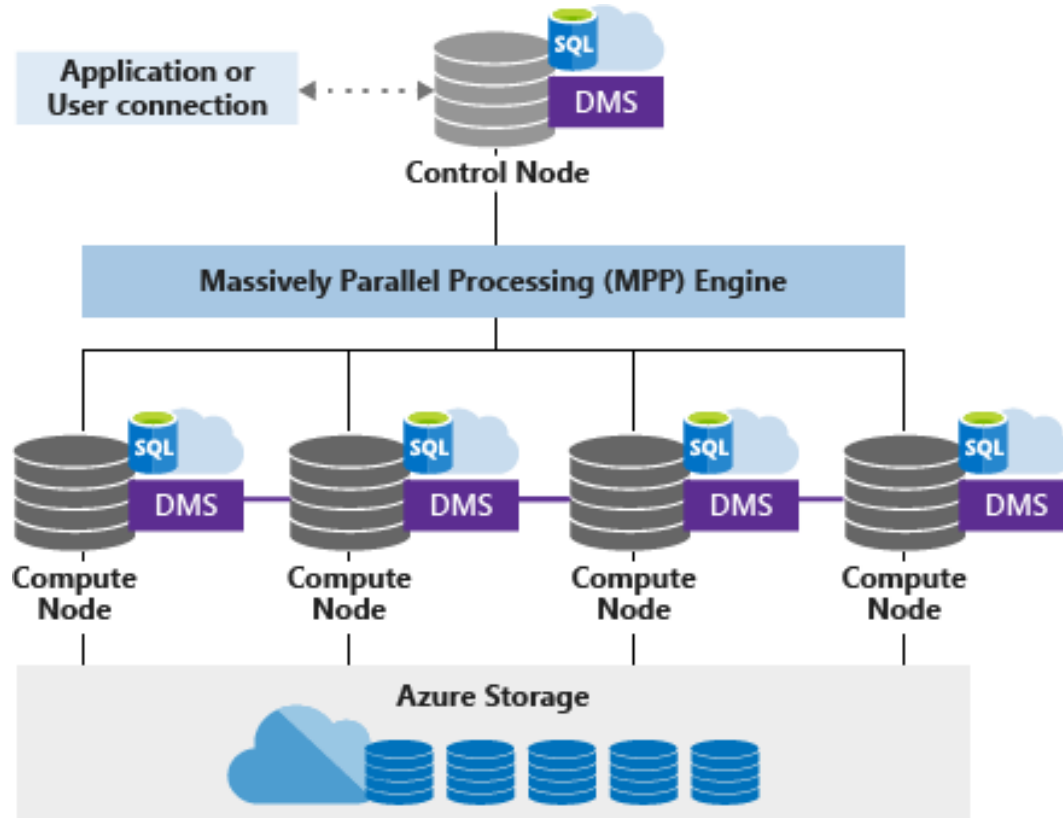 Application or
User connection
SQL
DMS
Control Node
Massively Parallel Processing (MPP) Engine
SQL
DMS
SQL
DMS
SQL
DMS
SQL
DMS
Compute
Node
Compute
Node
Compute
Node
Compute
Node
Azure Storage